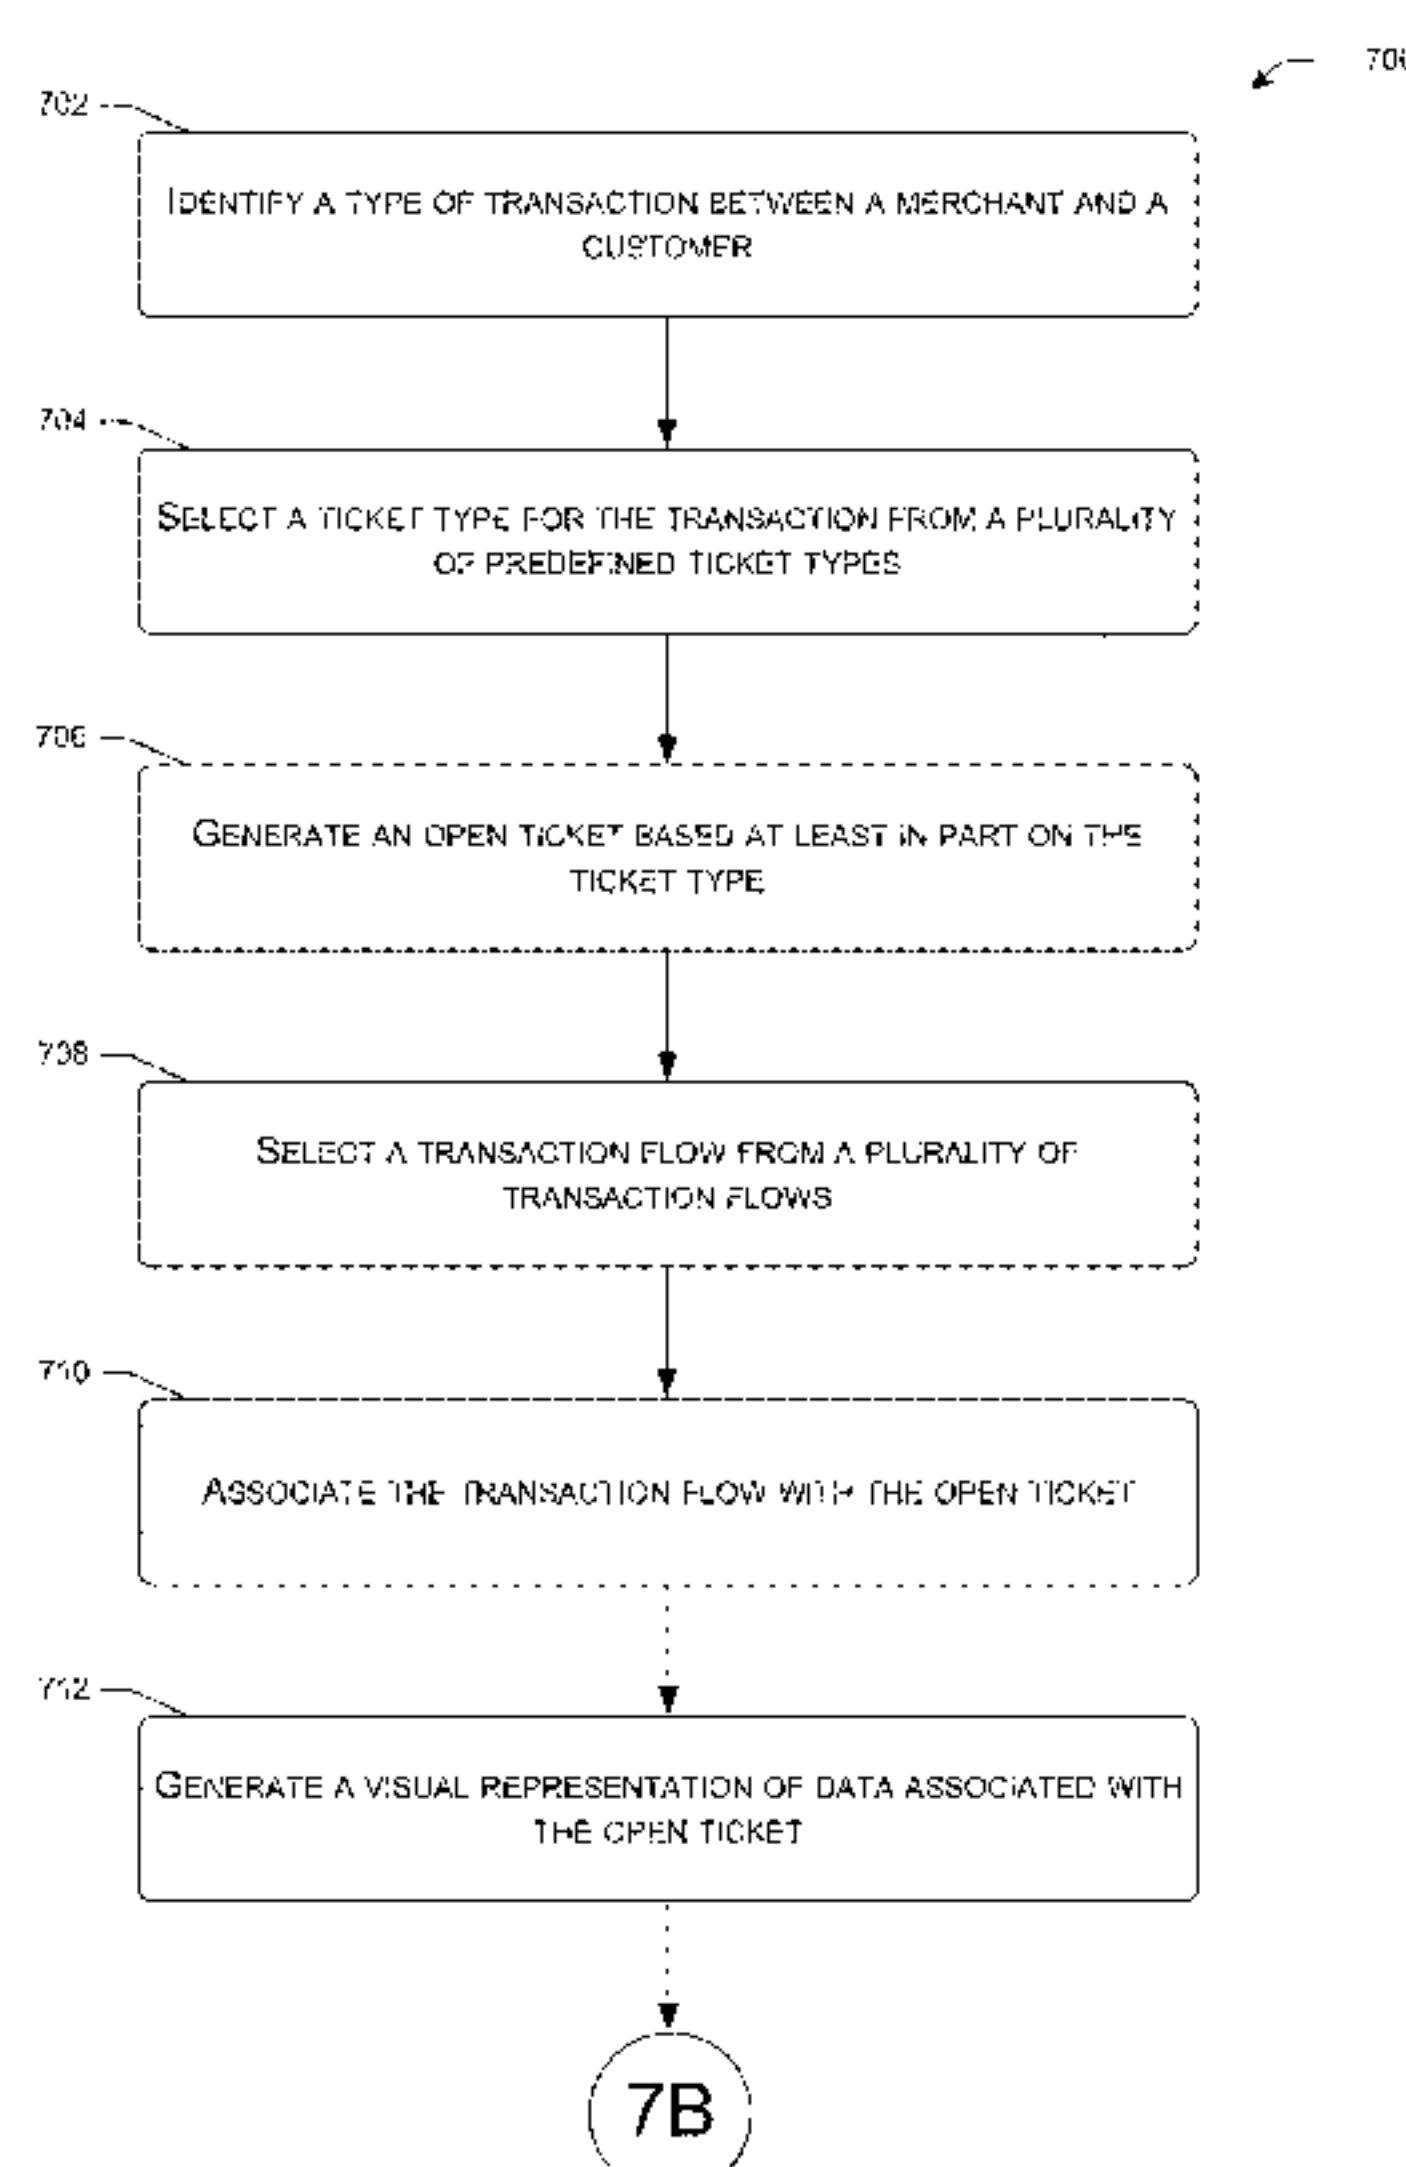 702
IDENTIFY A TYPE OF TRANSACTION BETWEEN A MERCHANT AND A
CUSTOMER
704
SELECT A TICKET TYPE FOR THE TRANSACTION FROM A PLURALITY
OF PREDEFINED TICKET TYPES
706
GENERATE AN OPEN TICKET BASED AT LEAST IN PART ON THE
TICKET TYPE
708
SELECT A TRANSACTION FLOW FROM A PLURALITY OF
TRANSACTION FLOWS
710
ASSOCIATE THE TRANSACTION FLOW WITH THE OPEN TICKET
712
GENERATE A VISUAL REPRESENTATION OF DATA ASSOCIATED WITH
THE OPEN TICKET
7B